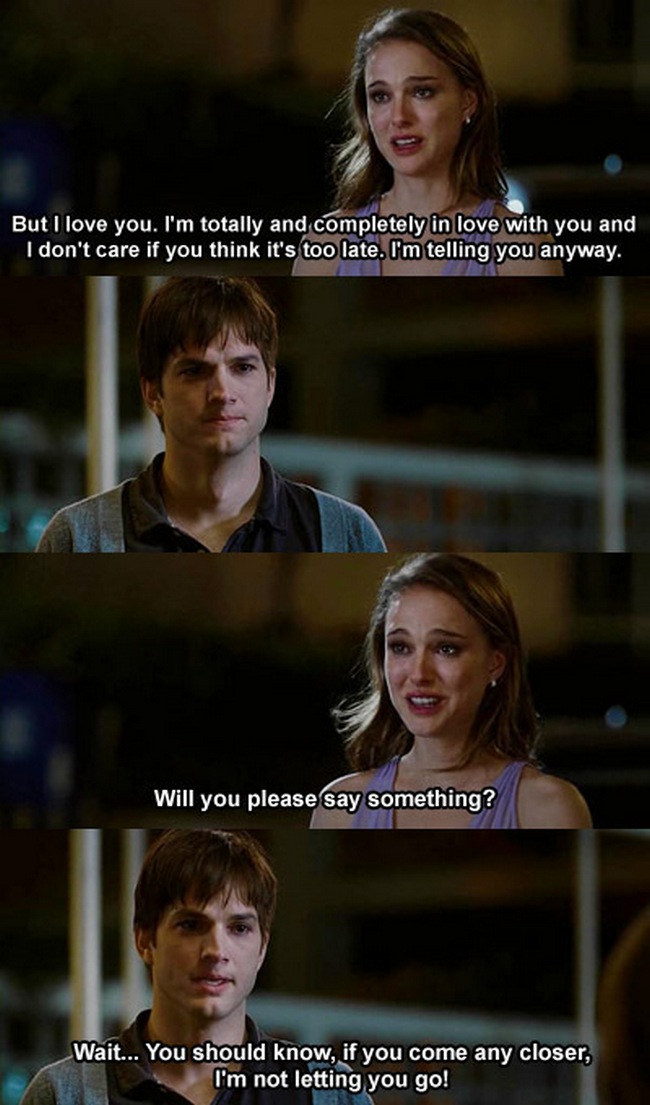 But I love you. I'm totally and completely in love with you and
I don't care if you think it's too late. I'm telling you anyway.
Will you please say something?
Wait... You should know, if you come any closer,
I'm not letting you go!